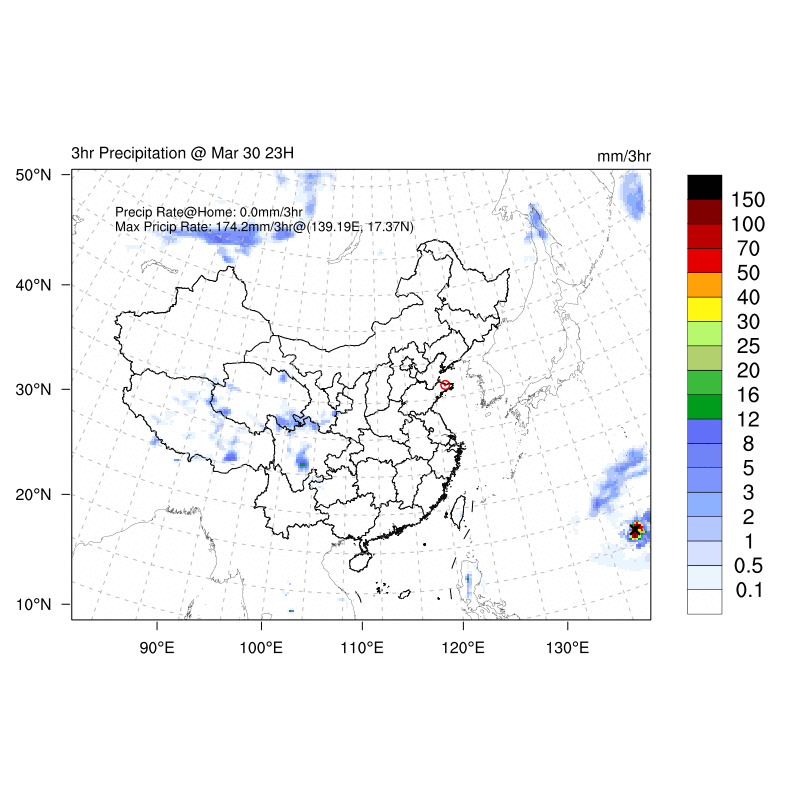 3hr Precipitation @ Mar 30 23H
mm/3hr
Precip Rate@Home: 0.0mm/3hr
Max Pricip Rate: 174.2mm/3hr@(139.19E, 17.37N)
50°N
40°N
30°N
20°N
10°N
90°E
100°E
110°E
120°E
130°E
150
100
70
50
40
30
25
20
16
12
8
5
3
2
1
0.5
0.1